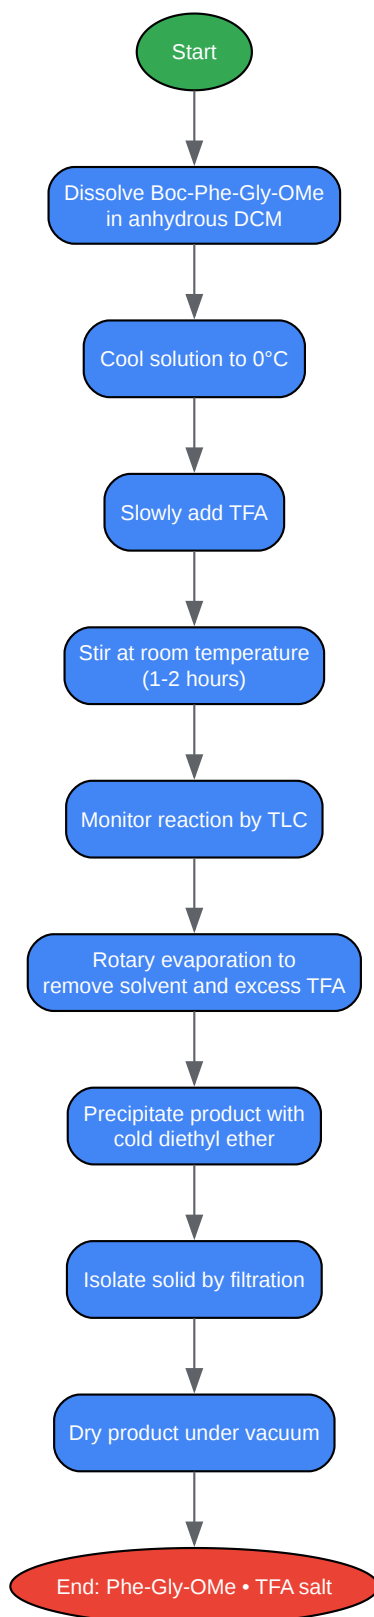 Start
Dissolve Boc-Phe-Gly-OMe
in anhydrous DCM
Cool solution to 0°C
Slowly add TFA
Stir at room temperature
(1-2 hours)
Monitor reaction by TLC
Rotary evaporation to
remove solvent and excess TFA
Precipitate product with
cold diethyl ether
Isolate solid by filtration
Dry product under vacuum
End: Phe-Gly-OMe • TFA salt